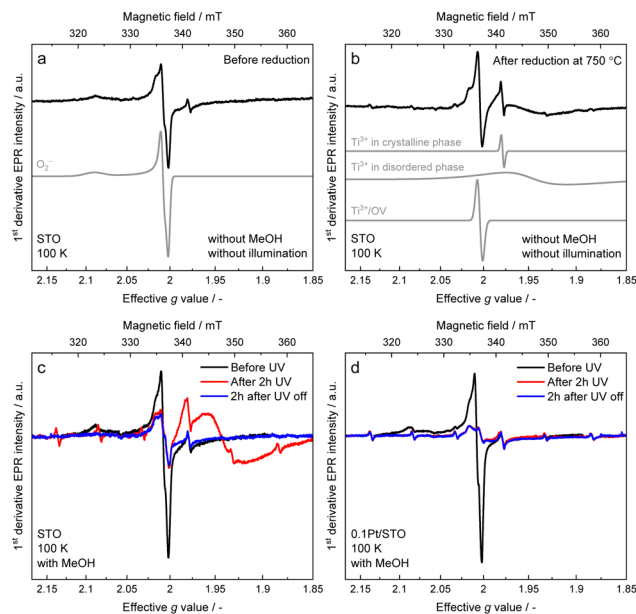 Magnetic field / mT
320 330 340 350 360
a
Before reduction
1st derivative EPR intensity / a.u.
O₂⁻
STO
100 K
without MeOH
without illumination
2.15 2.1 2.05 2 1.95 1.9 1.85
Effective g value / -
Magnetic field / mT
320 330 340 350 360
b
After reduction at 750 °C
1st derivative EPR intensity / a.u.
Ti³⁺ in crystalline phase
Ti³⁺ in disordered phase
Ti³⁺/OV
STO
100 K
without MeOH
without illumination
2.15 2.1 2.05 2 1.95 1.9 1.85
Effective g value / -
Magnetic field / mT
320 330 340 350 360
c
Before UV
After 2h UV
2h after UV off
1st derivative EPR intensity / a.u.
STO
100 K
with MeOH
2.15 2.1 2.05 2 1.95 1.9 1.85
Effective g value / -
Magnetic field / mT
320 330 340 350 360
d
Before UV
After 2h UV
2h after UV off
1st derivative EPR intensity / a.u.
0.1Pt/STO
100 K
with MeOH
2.15 2.1 2.05 2 1.95 1.9 1.85
Effective g value / -